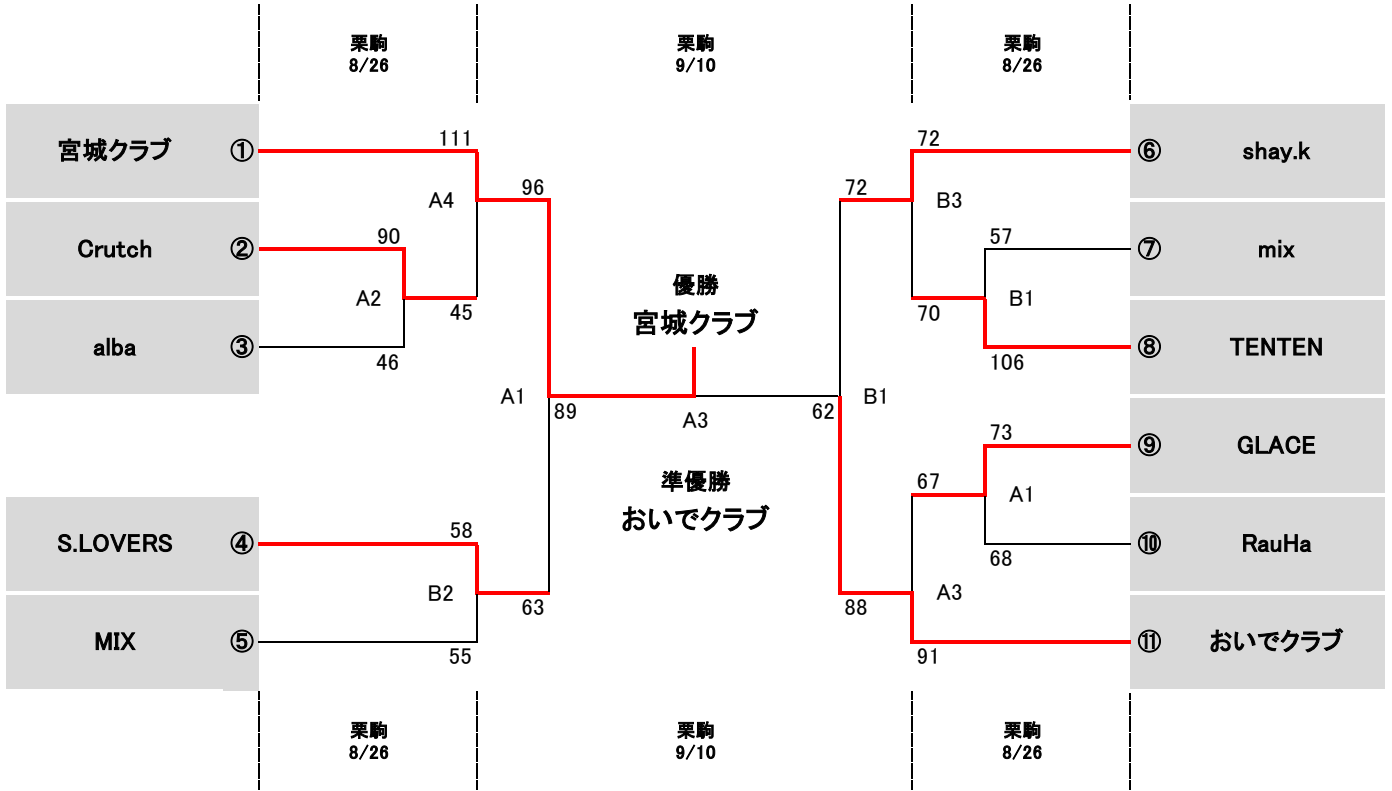 栗駒
8/26
栗駒
9/10
栗駒
8/26
宮城クラブ ①
Crutch ②
alba ③
S.LOVERS ④
MIX ⑤
111
A4
90
A2
45
46
96
A1
89
58
B2
63
55
優勝
宮城クラブ
A3
準優勝
おいでクラブ
72
62
B1
88
72
B3
57
70
B1
106
73
67
A1
68
A3
91
⑥ shay.k
⑦ mix
⑧ TENTEN
⑨ GLACE
⑩ RauHa
⑪ おいでクラブ
栗駒
8/26
栗駒
9/10
栗駒
8/26